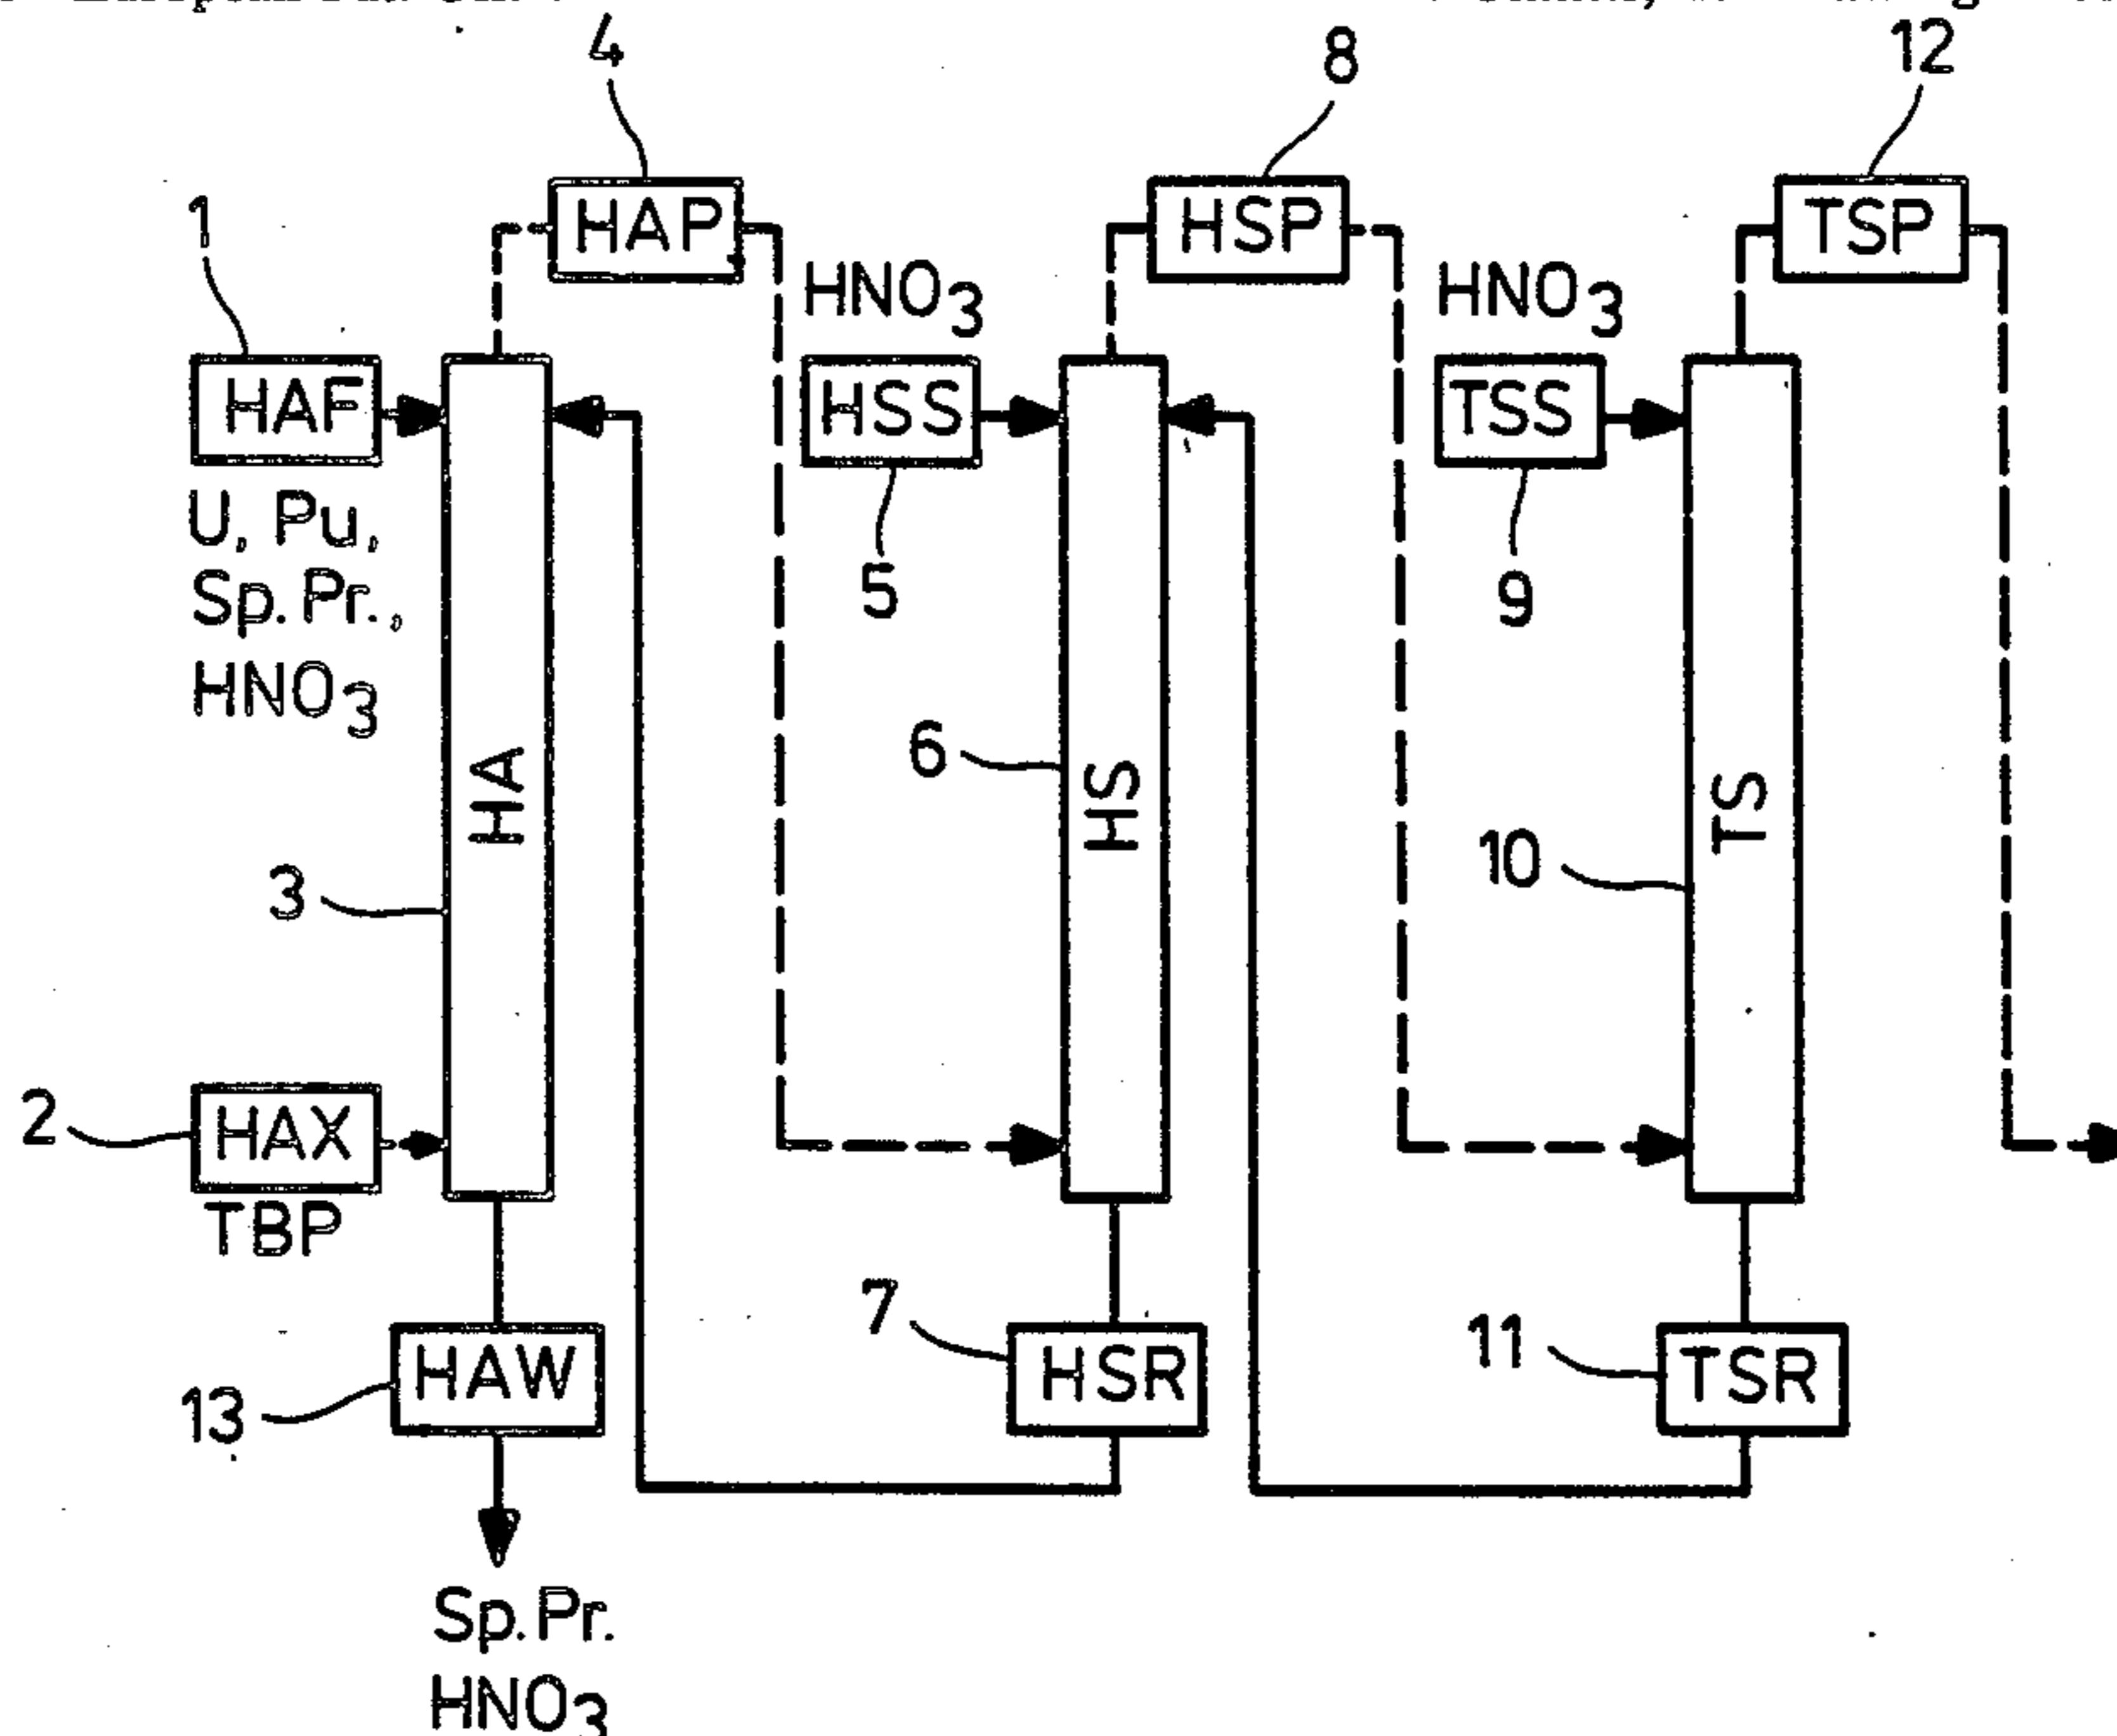 4
8
12
1
HAP
HSP
TSP
HNO3
HNO3
HAF
HSS
TSS
U, Pu,
Sp. Pr.,
HNO3
5
9
HA
HS
TS
6
10
3
2
HAX
TBP
7
11
13
HAW
HSR
TSR
Sp. Pr.
HNO3